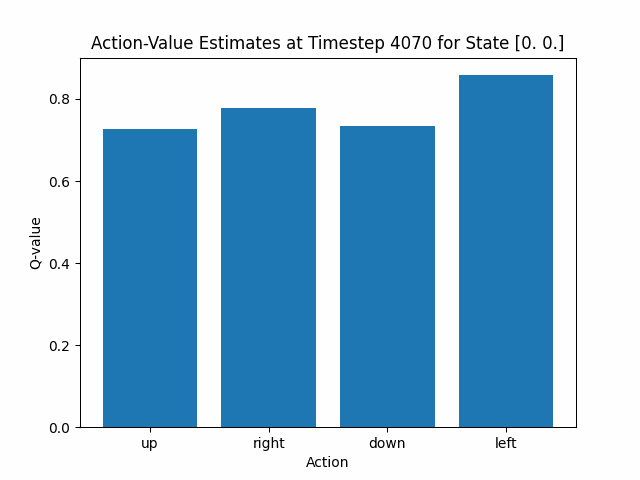 Action-Value Estimates at Timestep 4070 for State [0. 0.]
0.8
0.6
0.4
0.2
0.0
Q-value
up right down left
Action